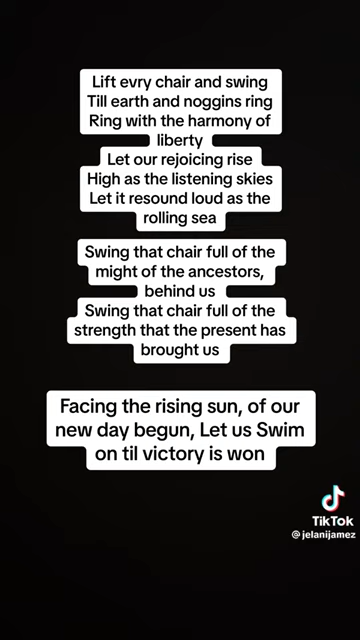 Lift evry chair and swing
Till earth and noggins ring
Ring with the harmony of
liberty
Let our rejoicing rise
High as the listening skies
Let it resound loud as the
rolling sea
Swing that chair full of the
might of the ancestors,
behind us
Swing that chair full of the
strength that the present has
brought us
Facing the rising sun, of our
new day begun, Let us Swim
on til victory is won
TikTok
@jelanijamez